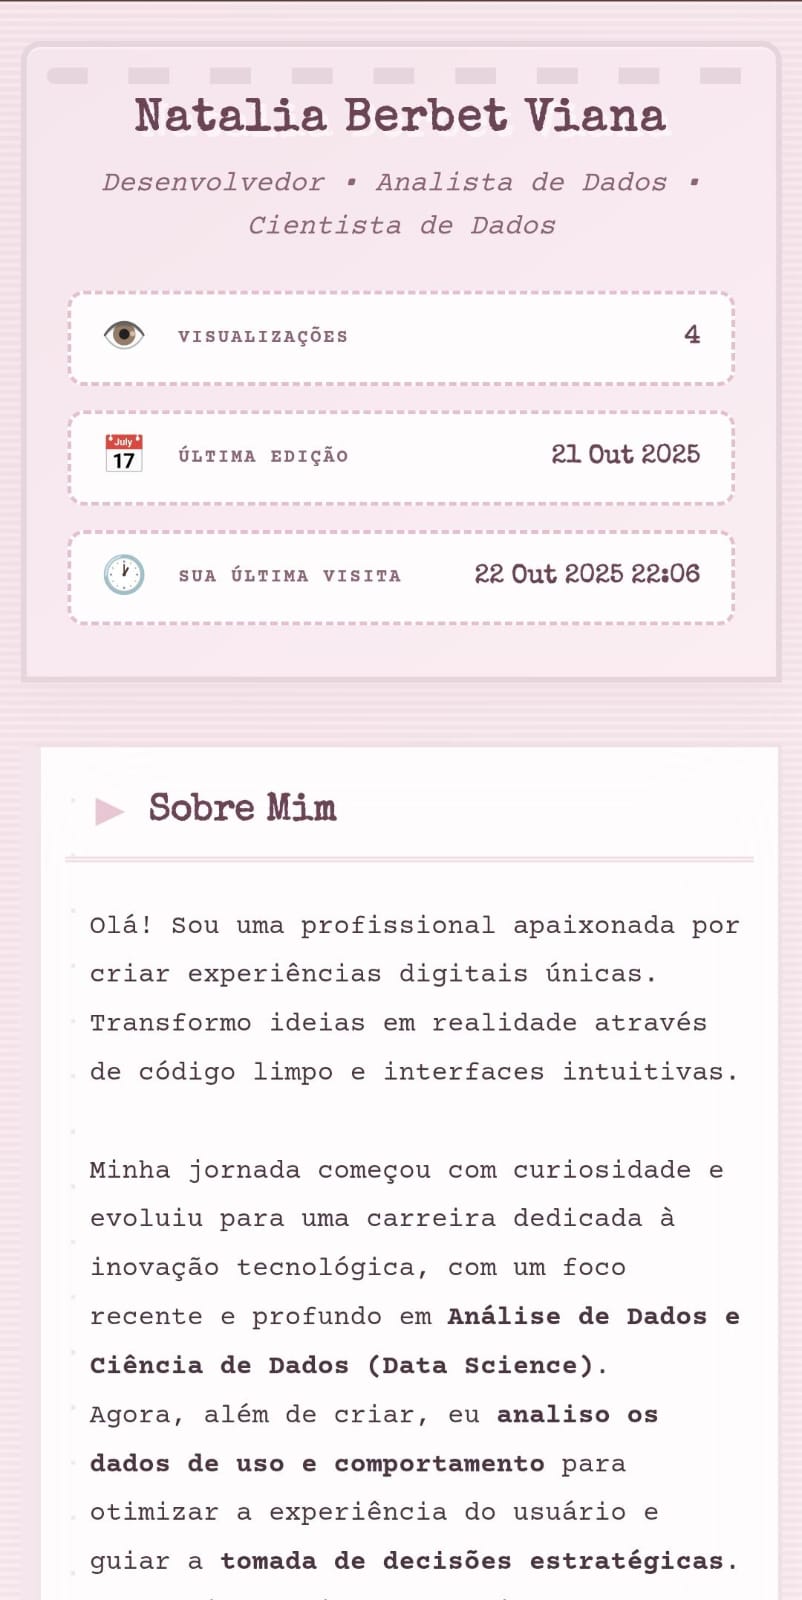 Natalia Berbet Viana
Desenvolvedor • Analista de Dados •
Cientista de Dados
VISUALIZAÇÕES 4
July
17
ÚLTIMA EDIÇÃO 21 Out 2025
SUA ÚLTIMA VISITA 22 Out 2025 22:06
Sobre Mim
Olá! Sou uma profissional apaixonada por
criar experiências digitais únicas.
Transformo ideias em realidade através
de código limpo e interfaces intuitivas.
Minha jornada começou com curiosidade e
evoluiu para uma carreira dedicada à
inovação tecnológica, com um foco
recente e profundo em Análise de Dados e
Ciência de Dados (Data Science).
Agora, além de criar, eu analiso os
dados de uso e comportamento para
otimizar a experiência do usuário e
guiar a tomada de decisões estratégicas.